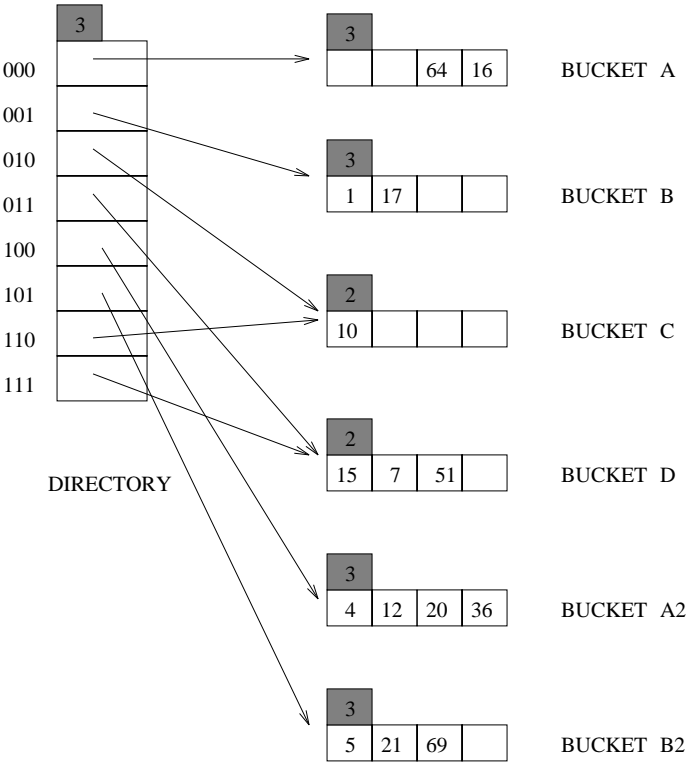 3
000
001
010
011
100
101
110
111
DIRECTORY
3
64 16 BUCKET A
3
1 17 BUCKET B
2
10 BUCKET C
2
15 7 51 BUCKET D
3
4 12 20 36 BUCKET A2
3
5 21 69 BUCKET B2